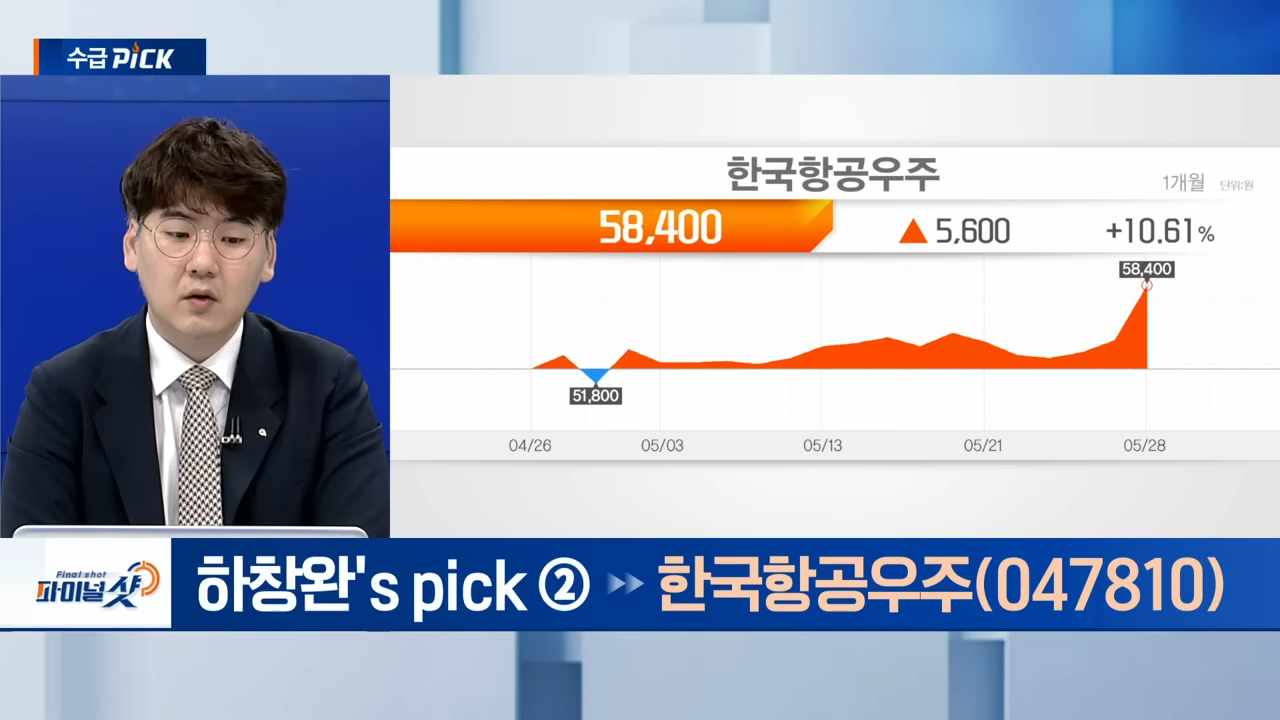 수급 PiCK
한국항공우주
1개월 단위:원
58,400 ▲ 5,600 +10.61%
58,400
51,800
04/26 05/03 05/13 05/21 05/28
Final shot
파이널샷
하창완's pick ② 한국항공우주(047810)